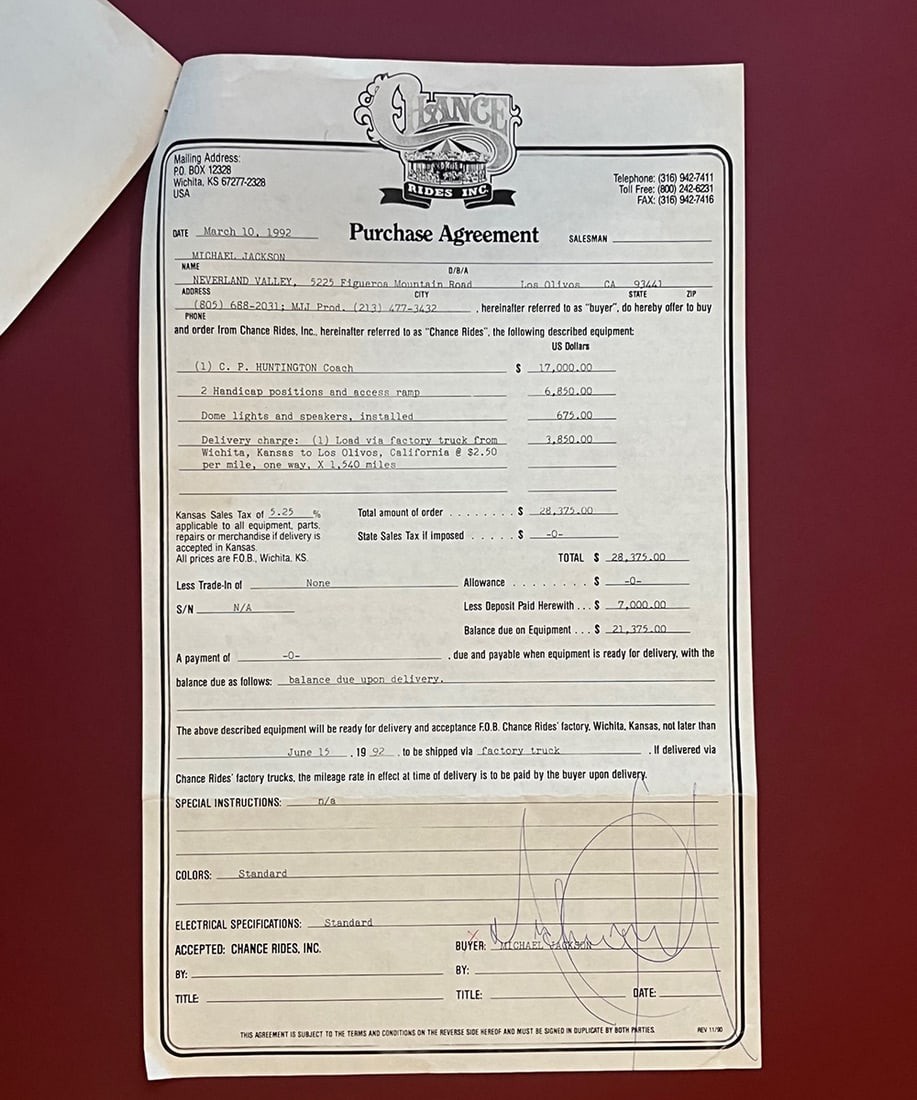 CHANCE
RIDES INC.
Mailing Address:
P.O. BOX 12328
Wichita, KS 67277-2328
USA
Telephone: (316) 942-7411
Toll Free: (800) 242-6231
FAX: (316) 942-7416
DATE March 10, 1992 Purchase Agreement SALESMAN
MICHAEL JACKSON
NAME D/B/A
NEVERLAND VALLEY, 5225 Figueroa Mountain Road Los Olivos CA 93441
ADDRESS CITY STATE ZIP
(805) 688-2031; MJJ Prod. (213) 477-3432 , hereinafter referred to as "buyer", do hereby offer to buy
PHONE
and order from Chance Rides, Inc., hereinafter referred to as "Chance Rides", the following described equipment:
US Dollars
(1) C. P. HUNTINGTON Coach $ 17,000.00
2 Handicap positions and access ramp 6,850.00
Dome lights and speakers, installed 675.00
Delivery charge: (1) Load via factory truck from 3,850.00
Wichita, Kansas to Los Olivos, California @ $2.50
per mile, one way, X 1,540 miles
Kansas Sales Tax of 5.25 % Total amount of order . . . . . . . . $ 28,375.00
applicable to all equipment, parts,
repairs or merchandise if delivery is State Sales Tax if imposed . . . . . $ -0-
accepted in Kansas.
All prices are F.O.B., Wichita, KS. TOTAL $ 28,375.00
Less Trade-In of None Allowance . . . . . . . . $ -0-
S/N N/A Less Deposit Paid Herewith . . . $ 7,000.00
Balance due on Equipment . . . $ 21,375.00
A payment of -0- , due and payable when equipment is ready for delivery, with the
balance due as follows: balance due upon delivery.
The above described equipment will be ready for delivery and acceptance F.O.B. Chance Rides' factory, Wichita, Kansas, not later than
June 15 , 19 92 to be shipped via factory truck . If delivered via
Chance Rides' factory trucks, the mileage rate in effect at time of delivery is to be paid by the buyer upon delivery.
SPECIAL INSTRUCTIONS: n/a
COLORS: Standard
ELECTRICAL SPECIFICATIONS: Standard
ACCEPTED: CHANCE RIDES, INC. BUYER: MICHAEL JACKSON
BY: BY:
TITLE: TITLE: DATE:
THIS AGREEMENT IS SUBJECT TO THE TERMS AND CONDITIONS ON THE REVERSE SIDE HEREOF AND MUST BE SIGNED IN DUPLICATE BY BOTH PARTIES. REV 11/90